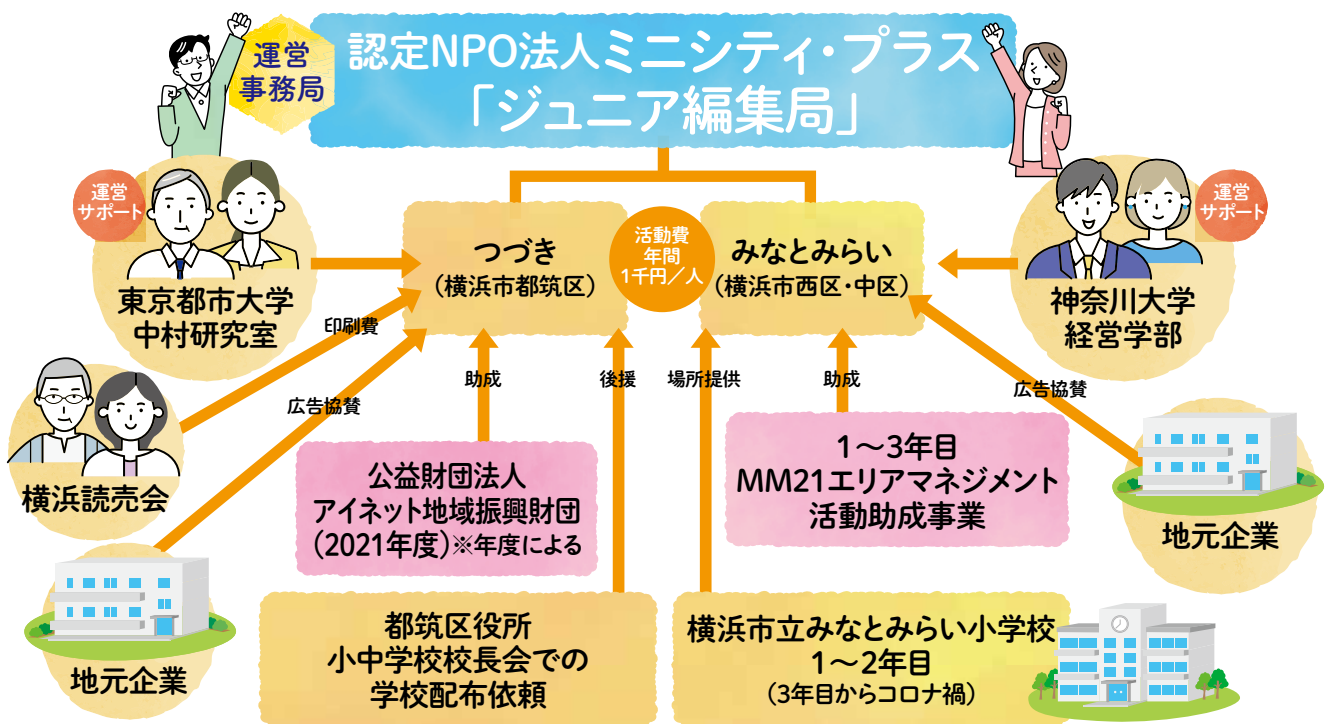 運営
事務局
認定NPO法人ミニシティ・プラス
「ジュニア編集局」
運営
サポート
運営
サポート
つづき
(横浜市都筑区)
活動費
年間
1千円／人
みなとみらい
(横浜市西区・中区)
東京都市大学
中村研究室
神奈川大学
経営学部
印刷費
広告協賛
助成
後援
場所提供
助成
広告協賛
横浜読売会
公益財団法人
アイネット地域振興財団
(2021年度)※年度による
1〜3年目
MM21エリアマネジメント
活動助成事業
地元企業
地元企業
都筑区役所
小中学校校長会での
学校配布依頼
横浜市立みなとみらい小学校
1〜2年目
(3年目からコロナ禍)